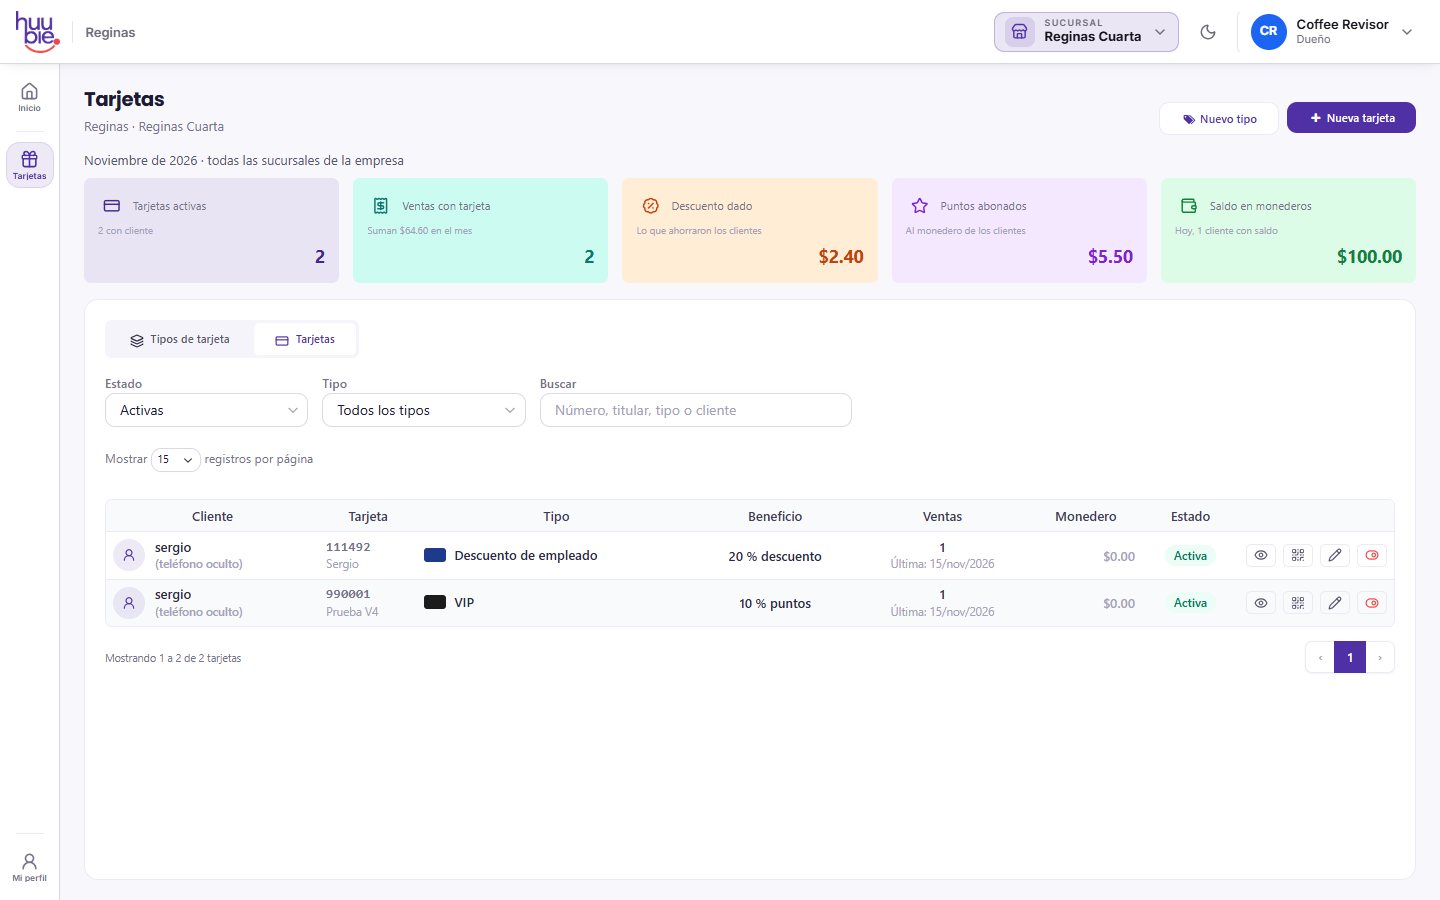 huubie.
Reginas
SUCURSAL
Reginas Cuarta
CR
Coffee Revisor
Dueño
Inicio
Tarjetas
Mi perfil
Tarjetas
Reginas · Reginas Cuarta
Nuevo tipo
Nueva tarjeta
Noviembre de 2026 · todas las sucursales de la empresa
Tarjetas activas
2 con cliente
2
Ventas con tarjeta
Suman $64.60 en el mes
2
Descuento dado
Lo que ahorraron los clientes
$2.40
Puntos abonados
Al monedero de los clientes
$5.50
Saldo en monederos
Hoy, 1 cliente con saldo
$100.00
Tipos de tarjeta
Tarjetas
Estado
Activas
Tipo
Todos los tipos
Buscar
Número, titular, tipo o cliente
Mostrar 15 registros por página
Cliente Tarjeta Tipo Beneficio Ventas Monedero Estado
sergio 111492 Descuento de empleado 20 % descuento 1 $0.00 Activa
(teléfono oculto) Sergio Última: 15/nov/2026
sergio 990001 VIP 10 % puntos 1 $0.00 Activa
(teléfono oculto) Prueba V4 Última: 15/nov/2026
Mostrando 1 a 2 de 2 tarjetas
‹ 1 ›